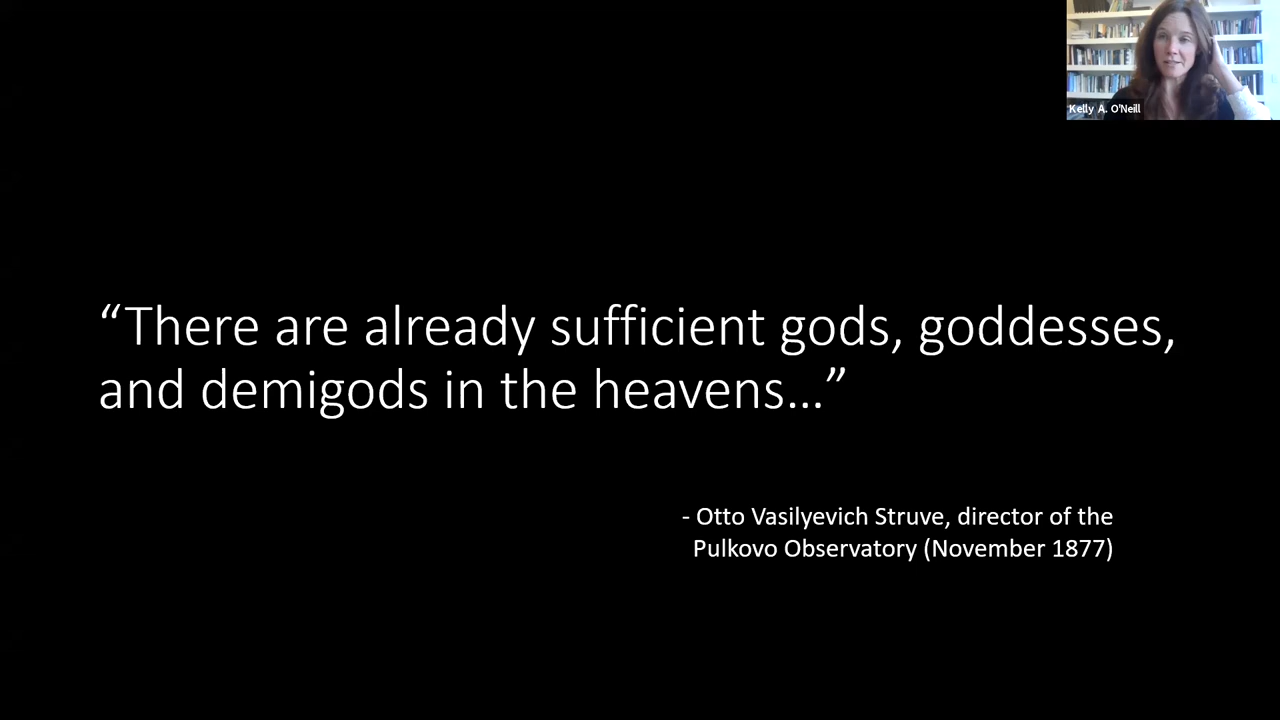 Kelly A. O'Neill
“There are already sufficient gods, goddesses,
and demigods in the heavens…”
- Otto Vasilyevich Struve, director of the
Pulkovo Observatory (November 1877)